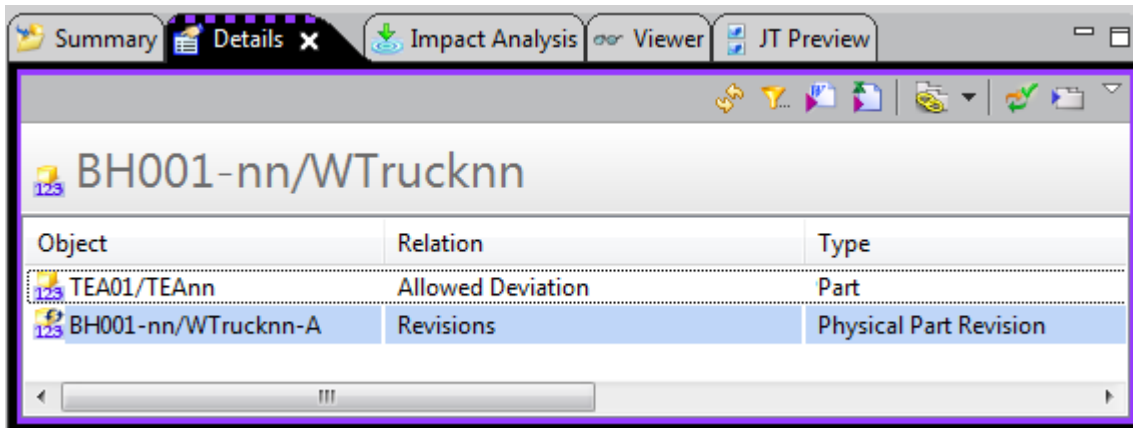 Summary Details Impact Analysis Viewer JT Preview
BH001-nn/WTrucknn
Object Relation Type
TEA01/TEAnn Allowed Deviation Part
BH001-nn/WTrucknn-A Revisions Physical Part Revision